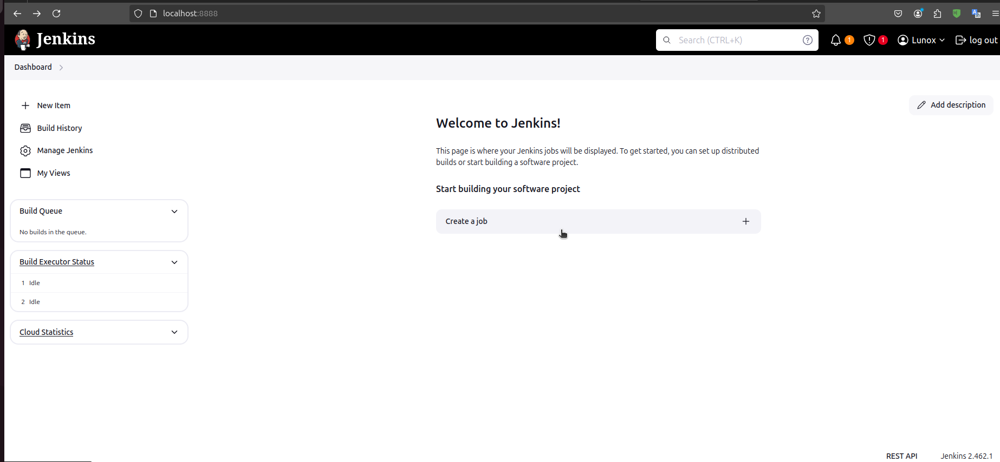 localhost:8888
Jenkins
Search (CTRL+K)
1
1
Lunox
log out
Dashboard
New Item
Build History
Manage Jenkins
My Views
Add description
Welcome to Jenkins!
This page is where your Jenkins jobs will be displayed. To get started, you can set up distributed
builds or start building a software project.
Start building your software project
Create a job
Build Queue
No builds in the queue.
Build Executor Status
1 Idle
2 Idle
Cloud Statistics
REST API
Jenkins 2.462.1